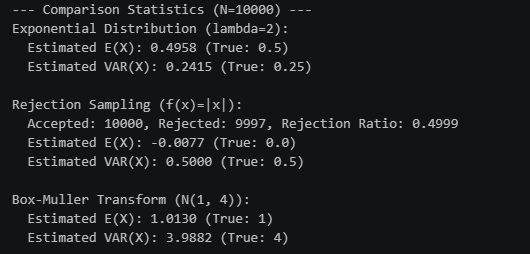 --- Comparison Statistics (N=10000) ---
Exponential Distribution (lambda=2):
Estimated E(X): 0.4958 (True: 0.5)
Estimated VAR(X): 0.2415 (True: 0.25)
Rejection Sampling (f(x)=|x|):
Accepted: 10000, Rejected: 9997, Rejection Ratio: 0.4999
Estimated E(X): -0.0077 (True: 0.0)
Estimated VAR(X): 0.5000 (True: 0.5)
Box-Muller Transform (N(1, 4)):
Estimated E(X): 1.0130 (True: 1)
Estimated VAR(X): 3.9882 (True: 4)